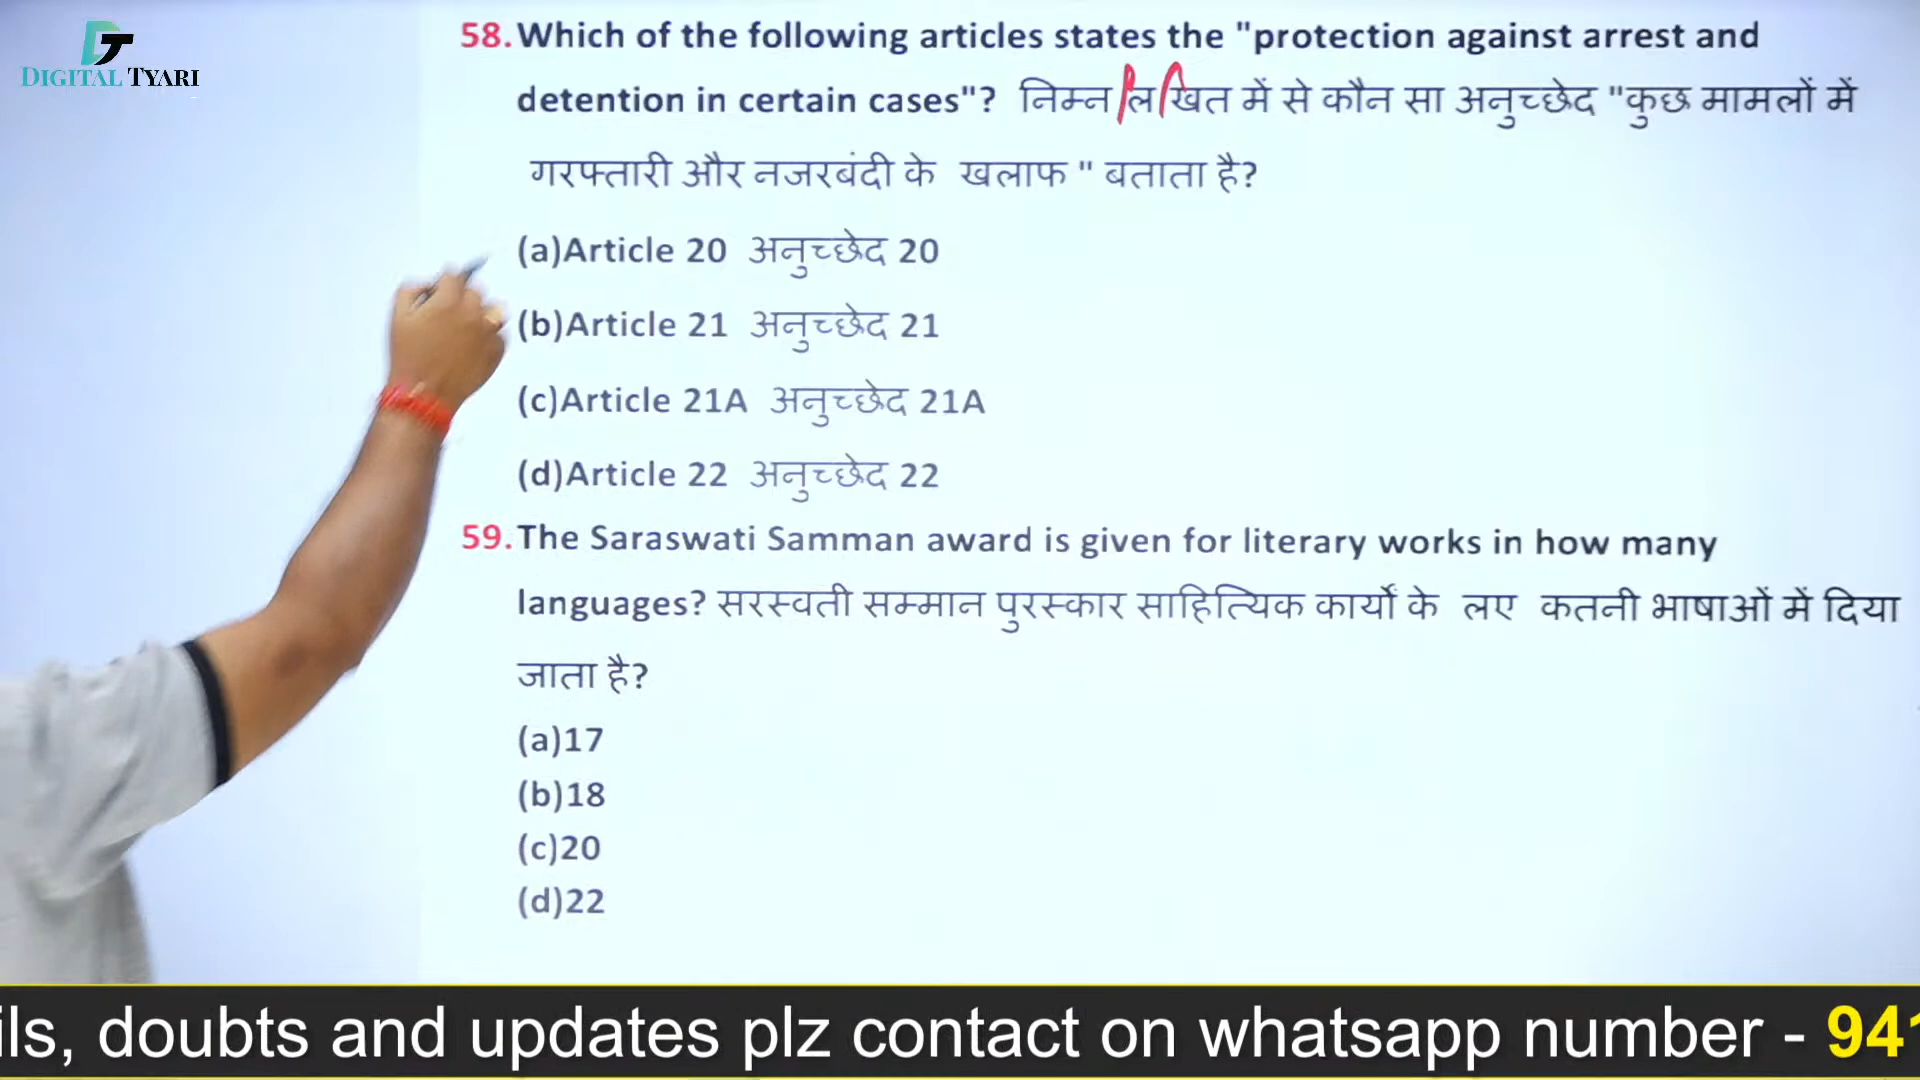 DT
DIGITAL TYARI
58. Which of the following articles states the "protection against arrest and
detention in certain cases"? निम्न लिखित में से कौन सा अनुच्छेद "कुछ मामलों में
गरफ्तारी और नजरबंदी के खलाफ " बताता है?
(a)Article 20 अनुच्छेद 20
(b)Article 21 अनुच्छेद 21
(c)Article 21A अनुच्छेद 21A
(d)Article 22 अनुच्छेद 22
59. The Saraswati Samman award is given for literary works in how many
languages? सरस्वती सम्मान पुरस्कार साहित्यिक कार्यों के लए कतनी भाषाओं में दिया
जाता है?
(a)17
(b)18
(c)20
(d)22
ils, doubts and updates plz contact on whatsapp number - 941